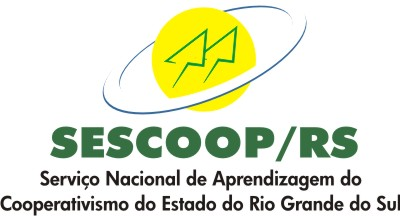 SESCOOP/RS
Serviço Nacional de Aprendizagem do
Cooperativismo do Estado do Rio Grande do Sul